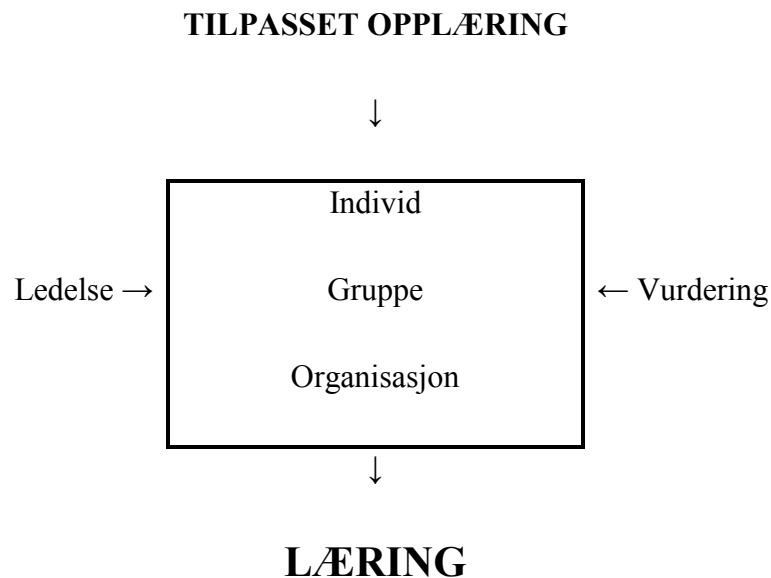 TILPASSET OPPLÆRING
↓
Individ
Ledelse → Gruppe ← Vurdering
Organisasjon
↓
LÆRING